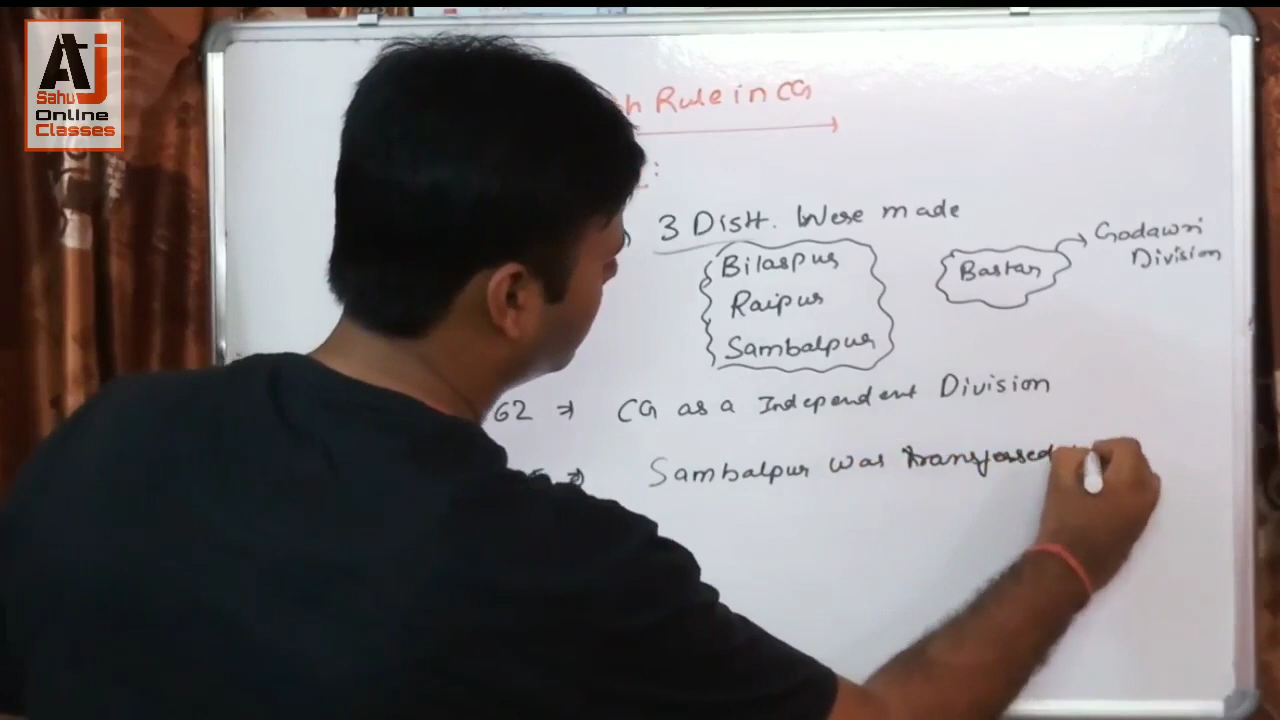 AJ
Sahu
Online
Classes
Rule in CG
3 Distt. Were made
Bilaspur
Raipur
Sambalpur
Bastar
Godawri
Division
62 ⇒ CG as a Independent Division
⇒ Sambalpur was transfersed